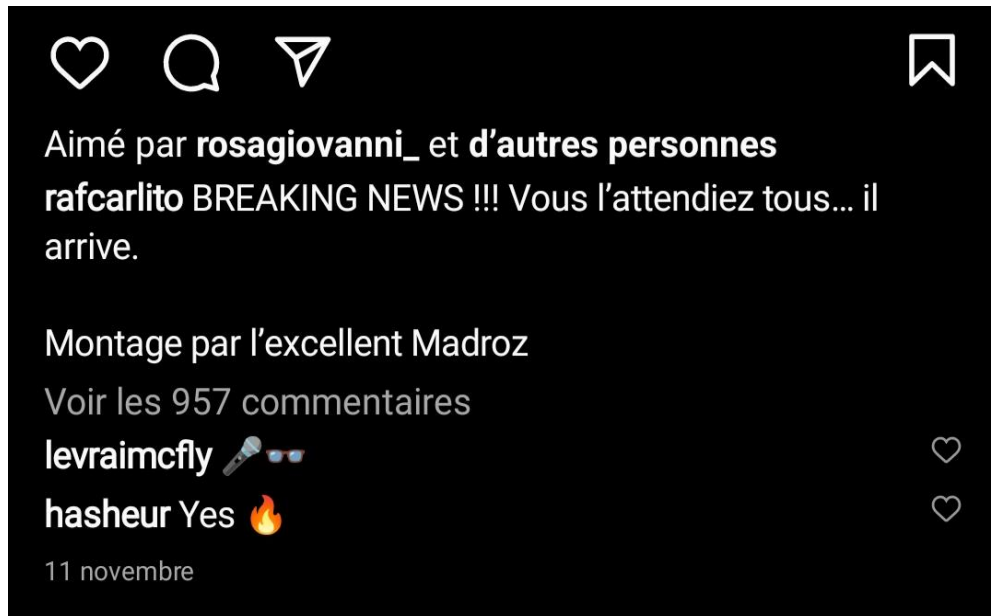 Aimé par rosagiovanni_ et d’autres personnes
rafcarlito BREAKING NEWS !!! Vous l’attendiez tous… il
arrive.
Montage par l’excellent Madroz
Voir les 957 commentaires
levraimcfly 🎤👓
hasheur Yes 🔥
11 novembre